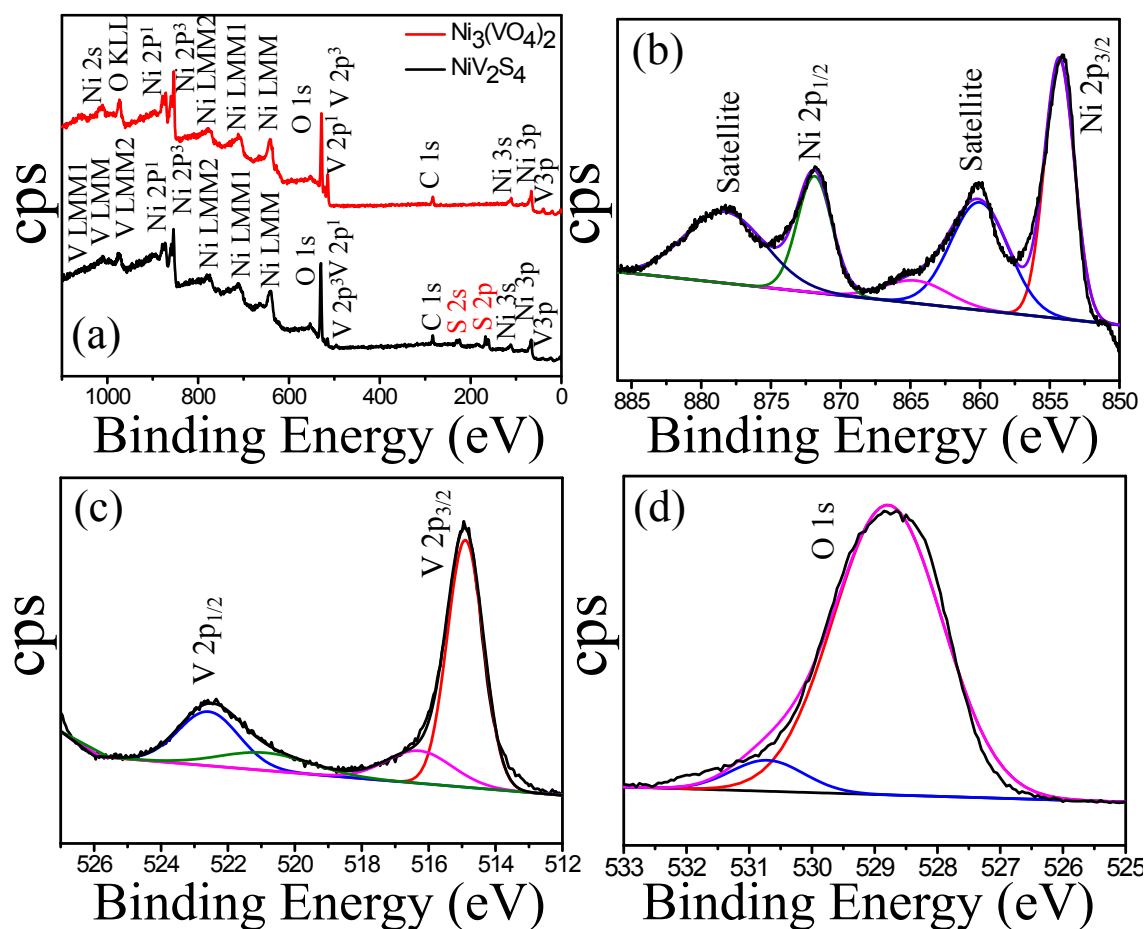 cps
(a)
Ni₃(VO₄)₂
NiV₂S₄
Ni 2s
O KLL
Ni 2P¹
Ni 2P³
Ni LMM2
Ni LMM1
Ni LMM
O 1s
V 2p¹
V 2p³
C 1s
Ni 3s
Ni 3p
V3p
V LMM1
V LMM
V LMM2
Ni 2P¹
Ni 2P³
Ni LMM2
Ni LMM1
Ni LMM
O 1s
V 2p³
V 2p¹
C 1s
S 2s
S 2p
Ni 3s
Ni 3p
V3p
1000 800 600 400 200 0
Binding Energy (eV)
(b)
Satellite
Ni 2p₁/₂
Satellite
Ni 2p₃/₂
885 880 875 870 865 860 855 850
Binding Energy (eV)
cps
(c)
V 2p₁/₂
V 2p₃/₂
526 524 522 520 518 516 514 512
Binding Energy (eV)
cps
(d)
O 1s
533 532 531 530 529 528 527 526 525
Binding Energy (eV)